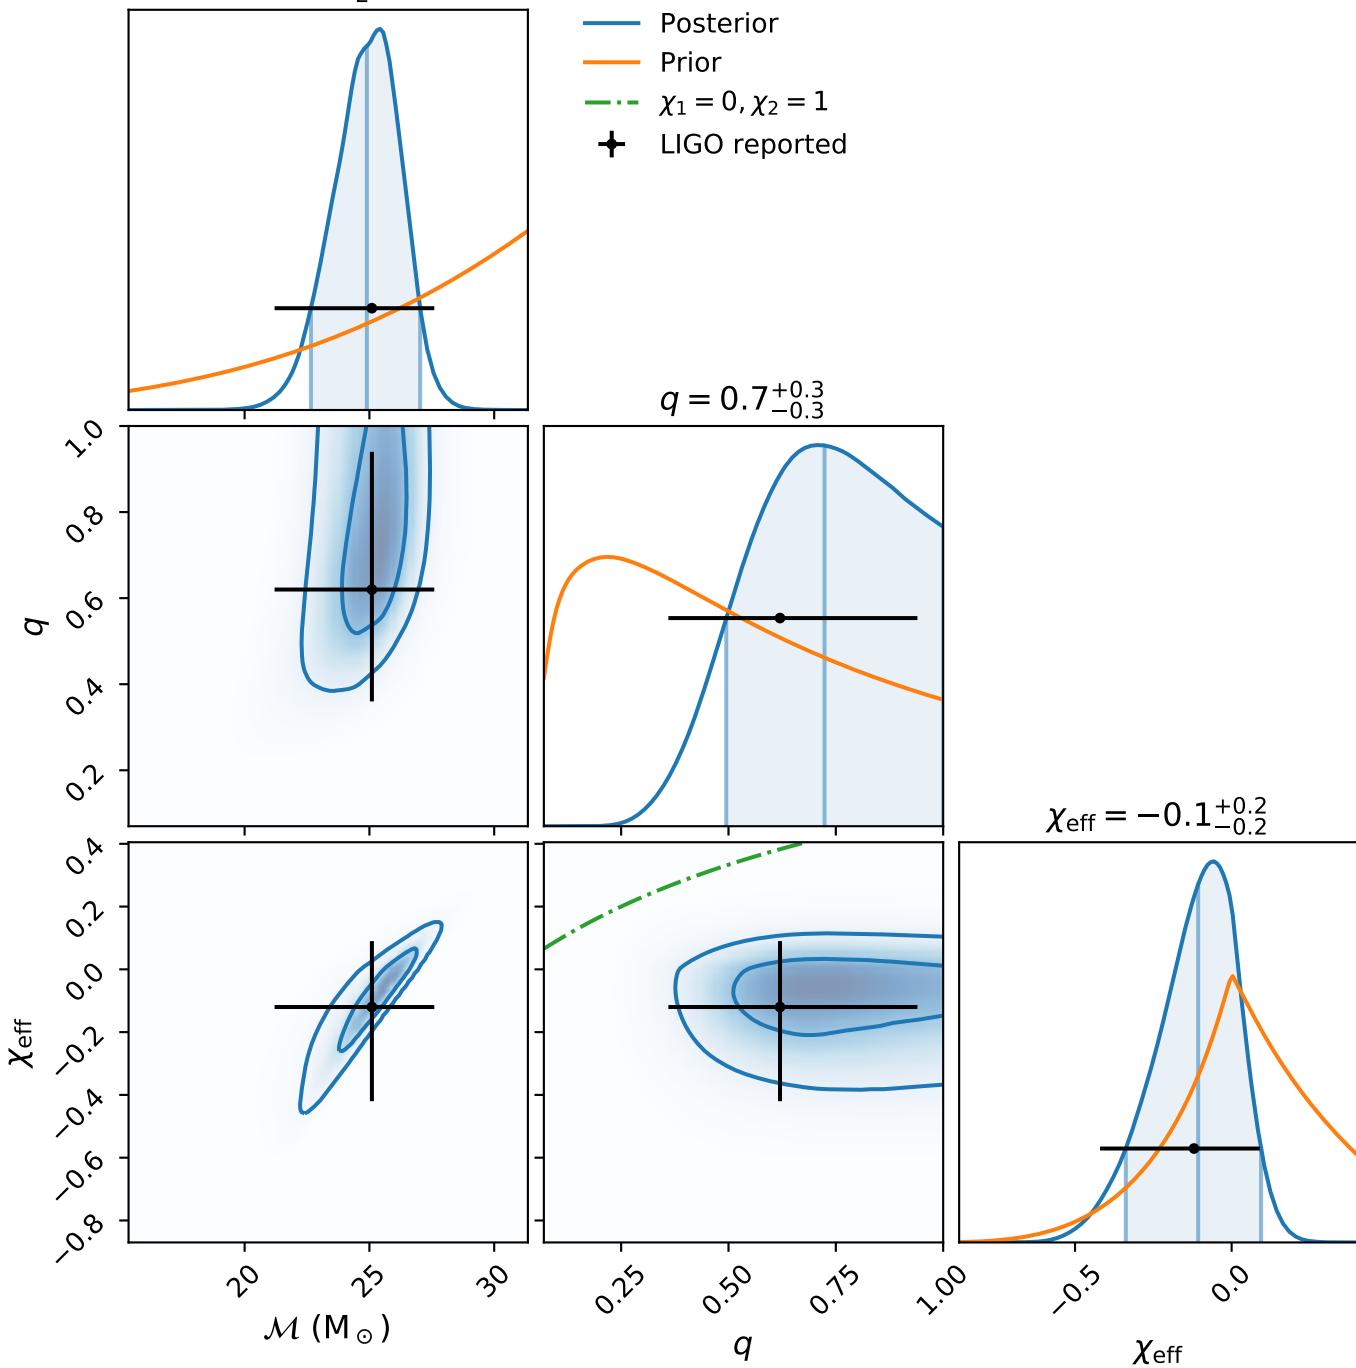 Posterior
Prior
χ₁ = 0, χ₂ = 1
LIGO reported
q = 0.7 +0.3 −0.3
1.0
0.8
0.6
0.4
0.2
q
χeff = −0.1 +0.2 −0.2
0.4
0.2
0.0
−0.2
−0.4
−0.6
−0.8
χeff
20
25
30
0.25
0.50
0.75
1.00
−0.5
0.0
ℳ (M⊙)
q
χeff